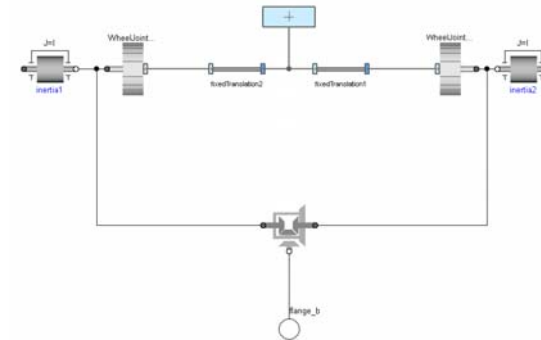 J=I
WheelJoint...
WheelJoint...
J=I
inertia1
fixedTranslation2
fixedTranslation1
inertia2
flange_b